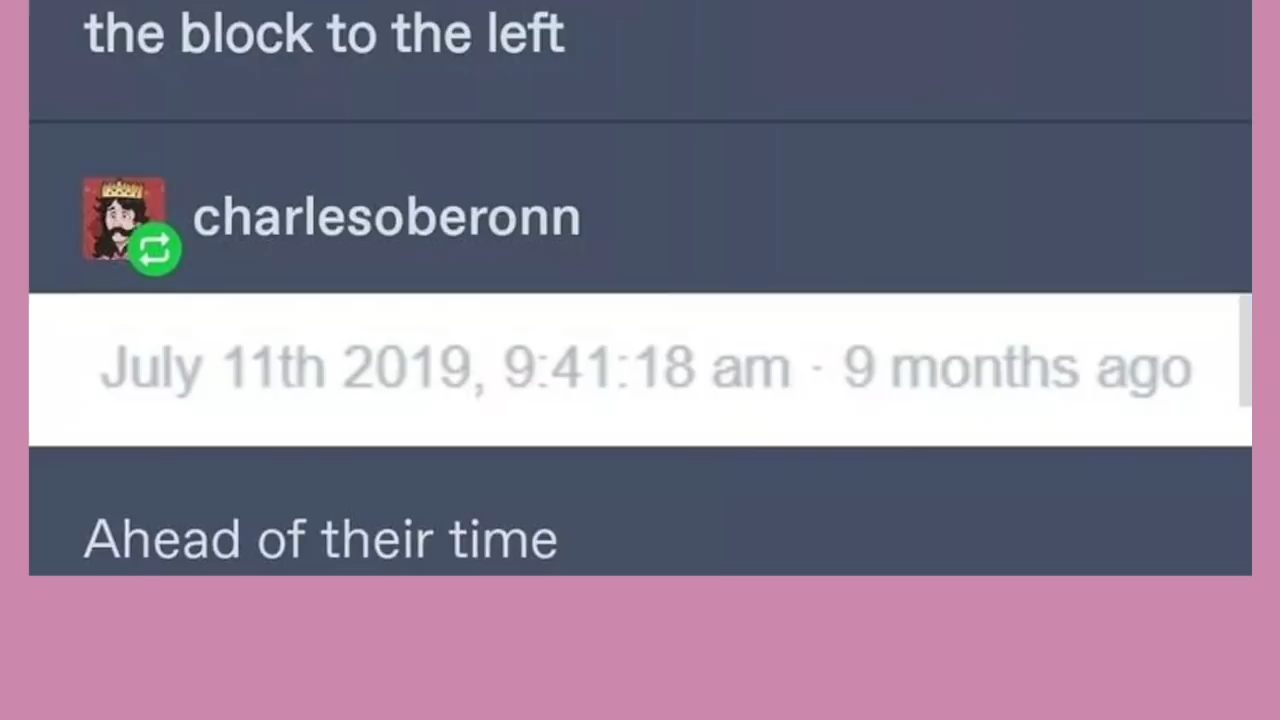 the block to the left
charlesoberonn
July 11th 2019, 9:41:18 am · 9 months ago
Ahead of their time